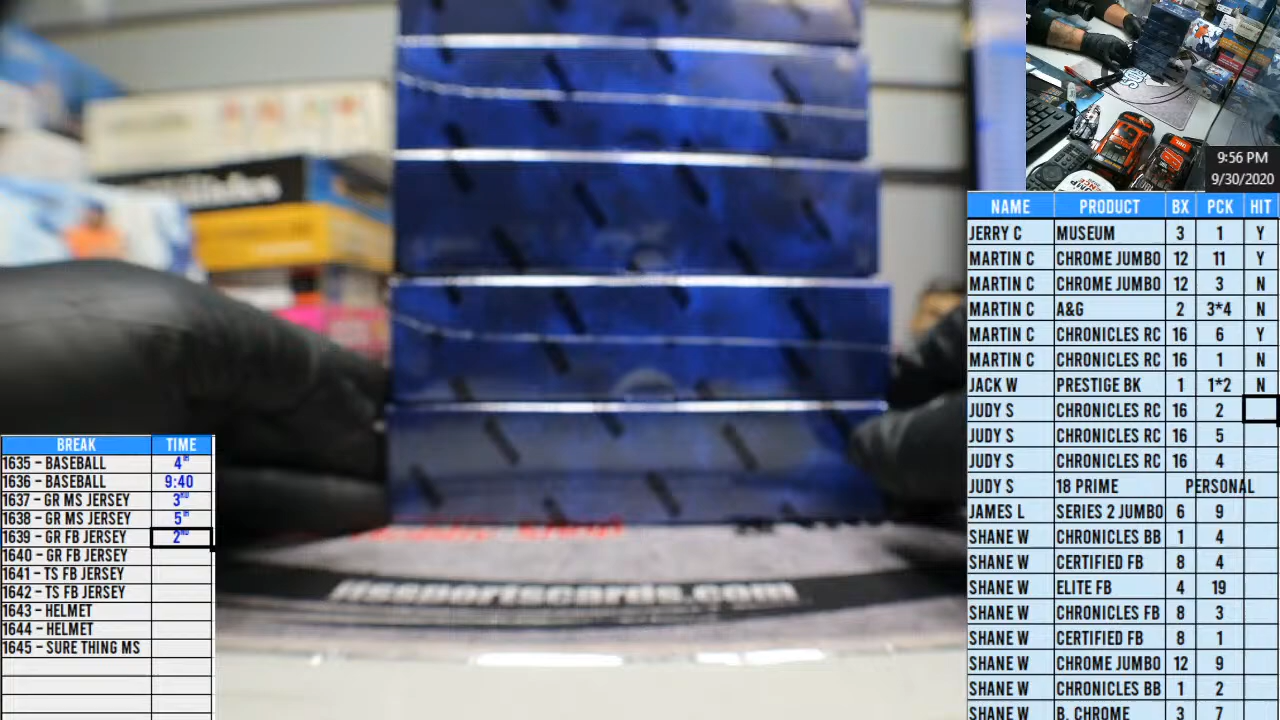 9:56 PM
9/30/2020
NAME PRODUCT BX PCK HIT
JERRY C MUSEUM 3 1 Y
MARTIN C CHROME JUMBO 12 11 Y
MARTIN C CHROME JUMBO 12 3 N
MARTIN C A&G 2 3*4 N
MARTIN C CHRONICLES RC 16 6 Y
MARTIN C CHRONICLES RC 16 1 N
JACK W PRESTIGE BK 1 1*2 N
JUDY S CHRONICLES RC 16 2
JUDY S CHRONICLES RC 16 5
JUDY S CHRONICLES RC 16 4
JUDY S 18 PRIME PERSONAL
JAMES L SERIES 2 JUMBO 6 9
SHANE W CHRONICLES BB 1 4
SHANE W CERTIFIED FB 8 4
SHANE W ELITE FB 4 19
SHANE W CHRONICLES FB 8 3
SHANE W CERTIFIED FB 8 1
SHANE W CHROME JUMBO 12 9
SHANE W CHRONICLES BB 1 2
SHANE W B. CHROME 3 7
BREAK TIME
1635 - BASEBALL 4TH
1636 - BASEBALL 9:40
1637 - GR MS JERSEY 3RD
1638 - GR MS JERSEY 5TH
1639 - GR FB JERSEY 2ND
1640 - GR FB JERSEY
1641 - TS FB JERSEY
1642 - TS FB JERSEY
1643 - HELMET
1644 - HELMET
1645 - SURE THING MS